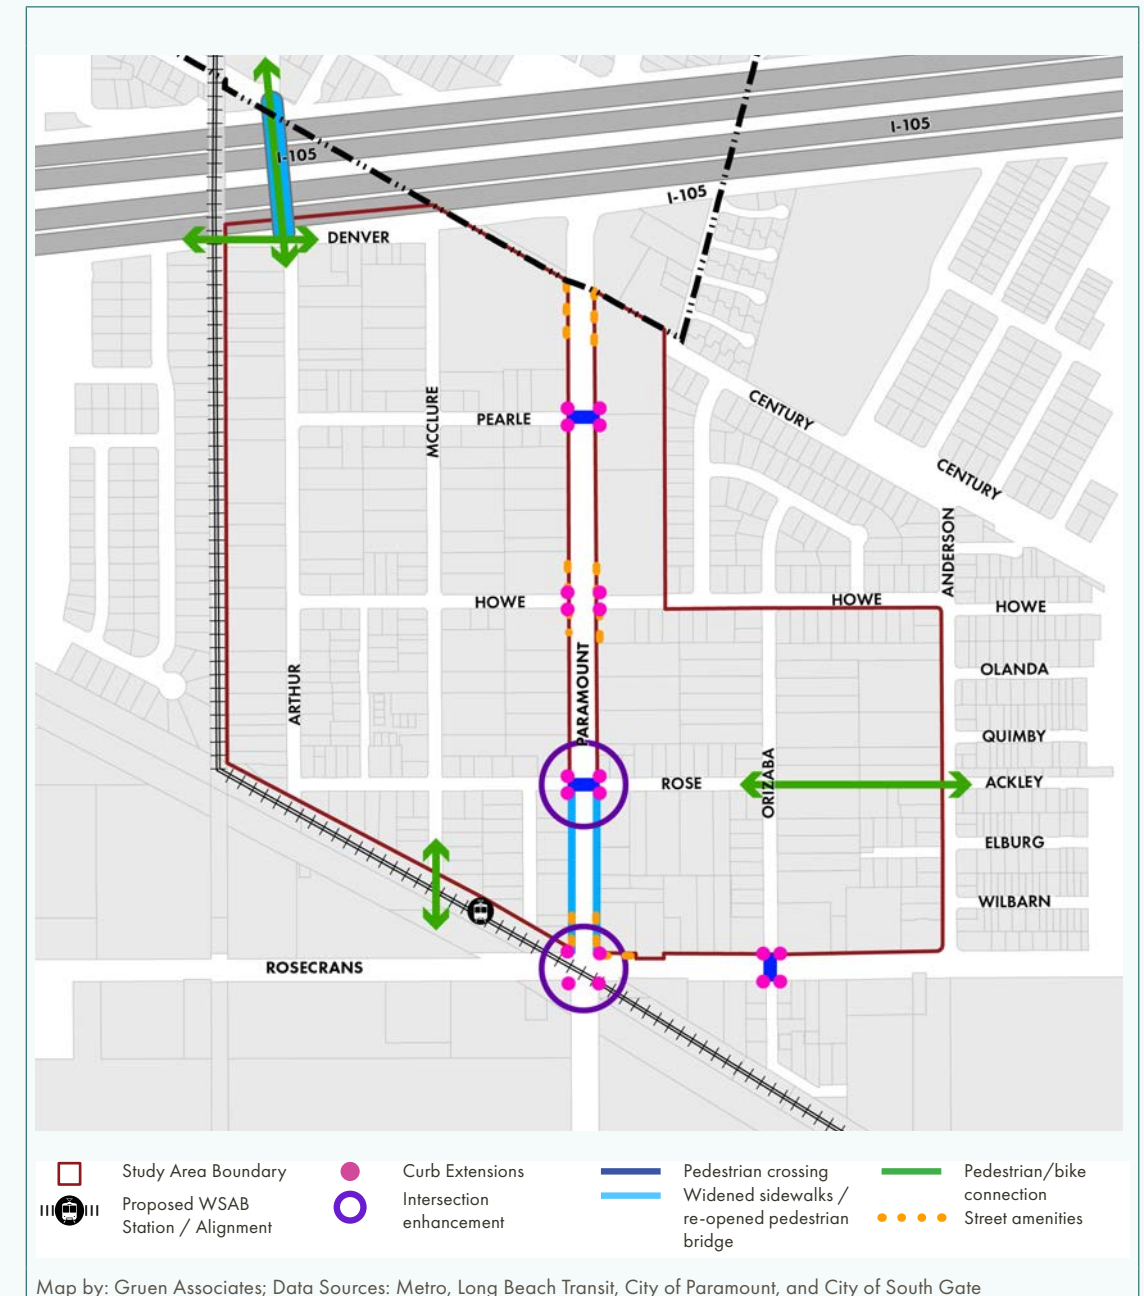 I-105
I-105
I-105
DENVER
MCCLURE
PEARLE
CENTURY
CENTURY
ANDERSON
HOWE
HOWE
HOWE
OLANDA
ARTHUR
PARAMOUNT
QUIMBY
ORIZABA
ROSE
ACKLEY
ELBURG
WILBARN
ROSECRANS
Study Area Boundary
Proposed WSAB
Station / Alignment
Curb Extensions
Intersection
enhancement
Pedestrian crossing
Widened sidewalks /
re-opened pedestrian
bridge
Pedestrian/bike
connection
Street amenities
Map by: Gruen Associates; Data Sources: Metro, Long Beach Transit, City of Paramount, and City of South Gate